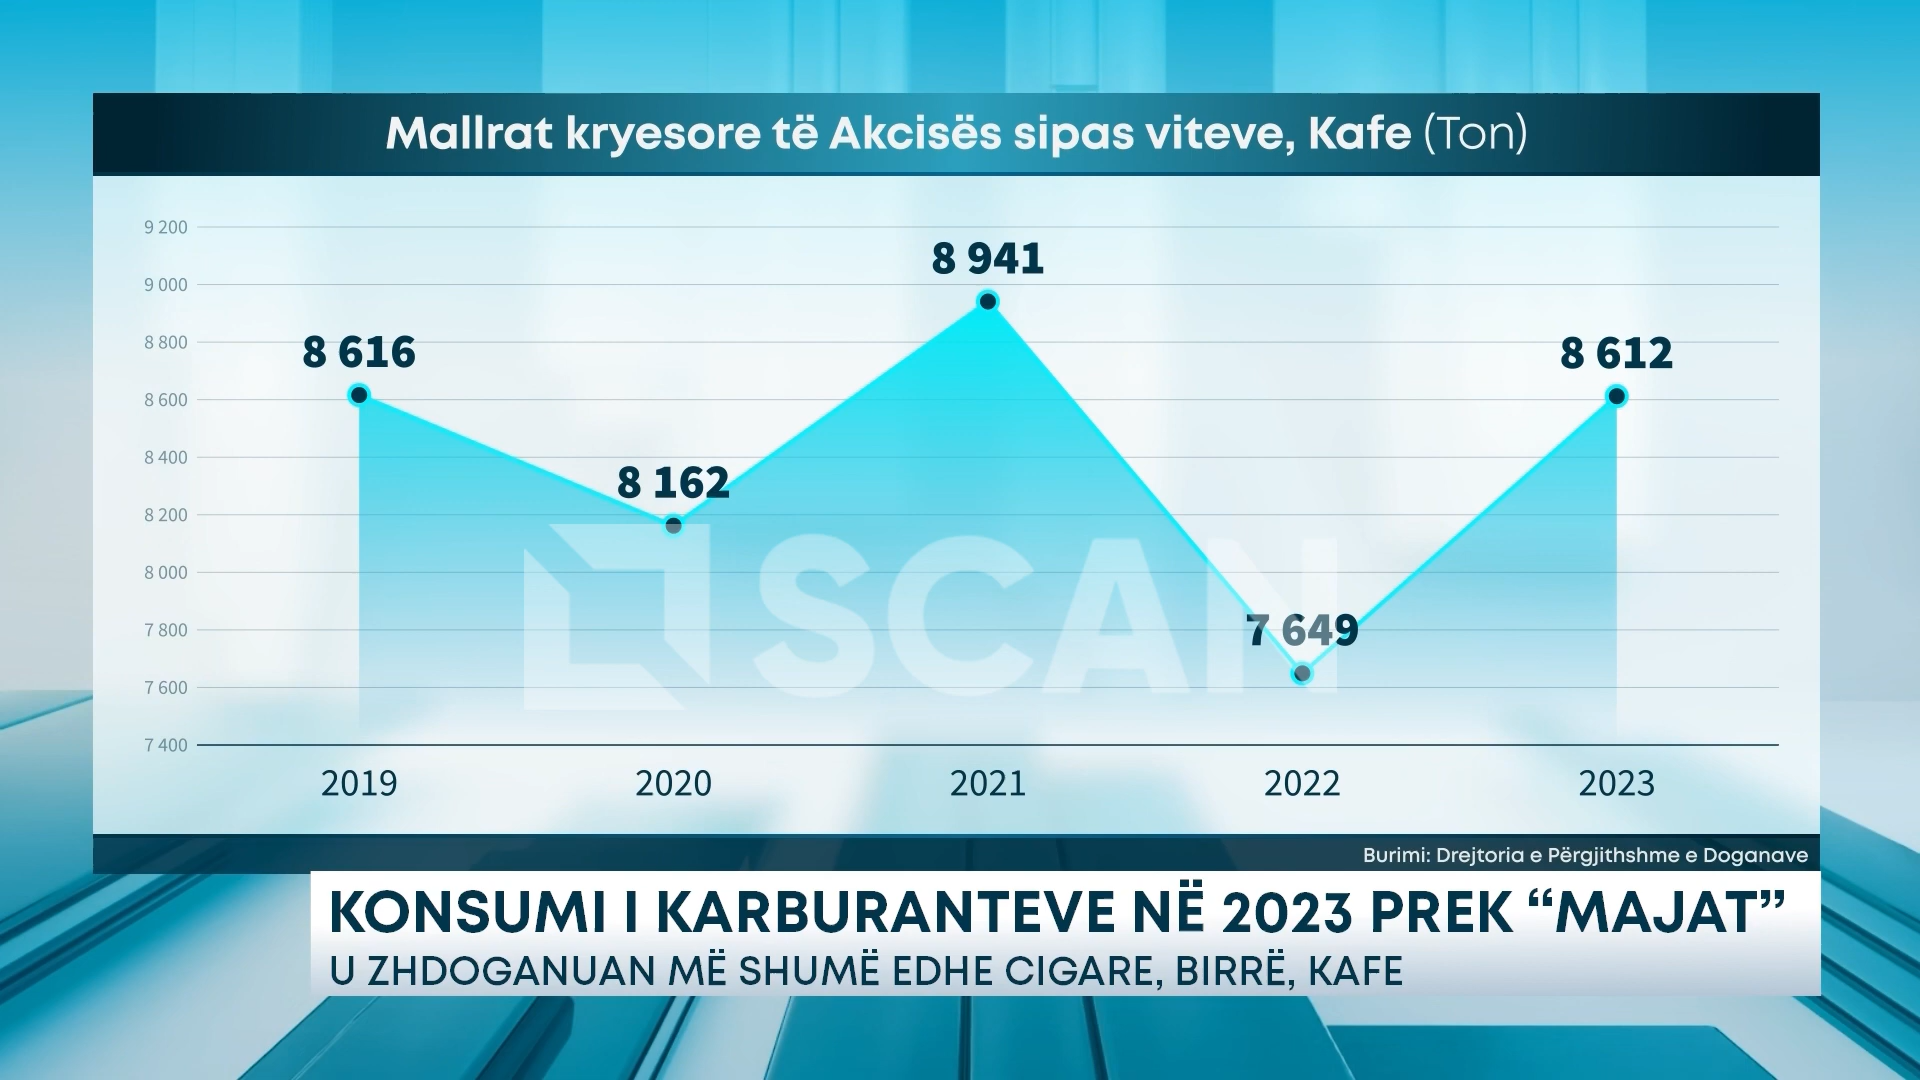 Mallrat kryesore të Akcisës sipas viteve, Kafe (Ton)
9 200
9 000
8 800
8 600
8 400
8 200
8 000
7 800
7 600
7 400
8 616
8 162
8 941
7 649
8 612
SCAN
2019 2020 2021 2022 2023
Burimi: Drejtoria e Përgjithshme e Doganave
KONSUMI I KARBURANTEVE NË 2023 PREK “MAJAT”
U ZHDOGANUAN MË SHUMË EDHE CIGARE, BIRRË, KAFE